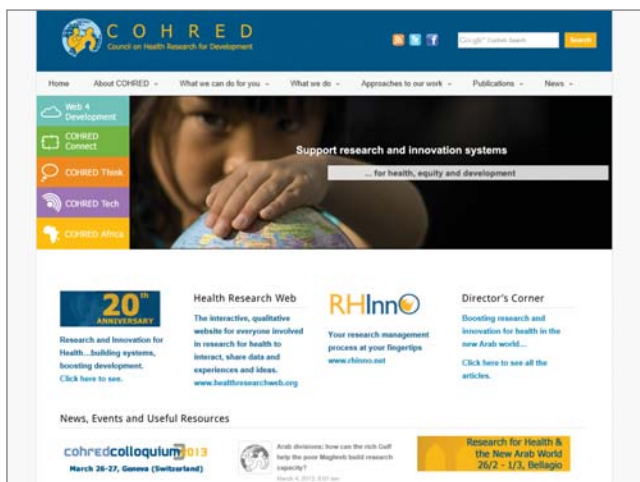 COHRED
Council on Health Research for Development
Google™ Custom Search
Search
Home
About COHRED
What we can do for you
What we do
Approaches to our work
Publications
News
Web 4
Development
COHRED
Connect
COHRED Think
COHRED Tech
COHRED Africa
Support research and innovation systems
... for health, equity and development
20th
ANNIVERSARY
Research and Innovation for
Health...building systems,
boosting development.
Click here to see.
Health Research Web
The interactive, qualitative
website for everyone involved
in research for health to
interact, share data and
experiences and ideas.
www.healthresearchweb.org
RHInnO
Your research management
process at your fingertips
www.rhinno.net
Director's Corner
Boosting research and
innovation for health in the
new Arab world...
Click here to see all the
articles.
News, Events and Useful Resources
cohredcolloquium2013
March 26-27, Geneva (Switzerland)
Arab divisions: how can the rich Gulf
help the poor Maghreb build research
capacity?
March 4, 2013, 8:01 am
Research for Health &
the New Arab World
26/2 - 1/3, Bellagio